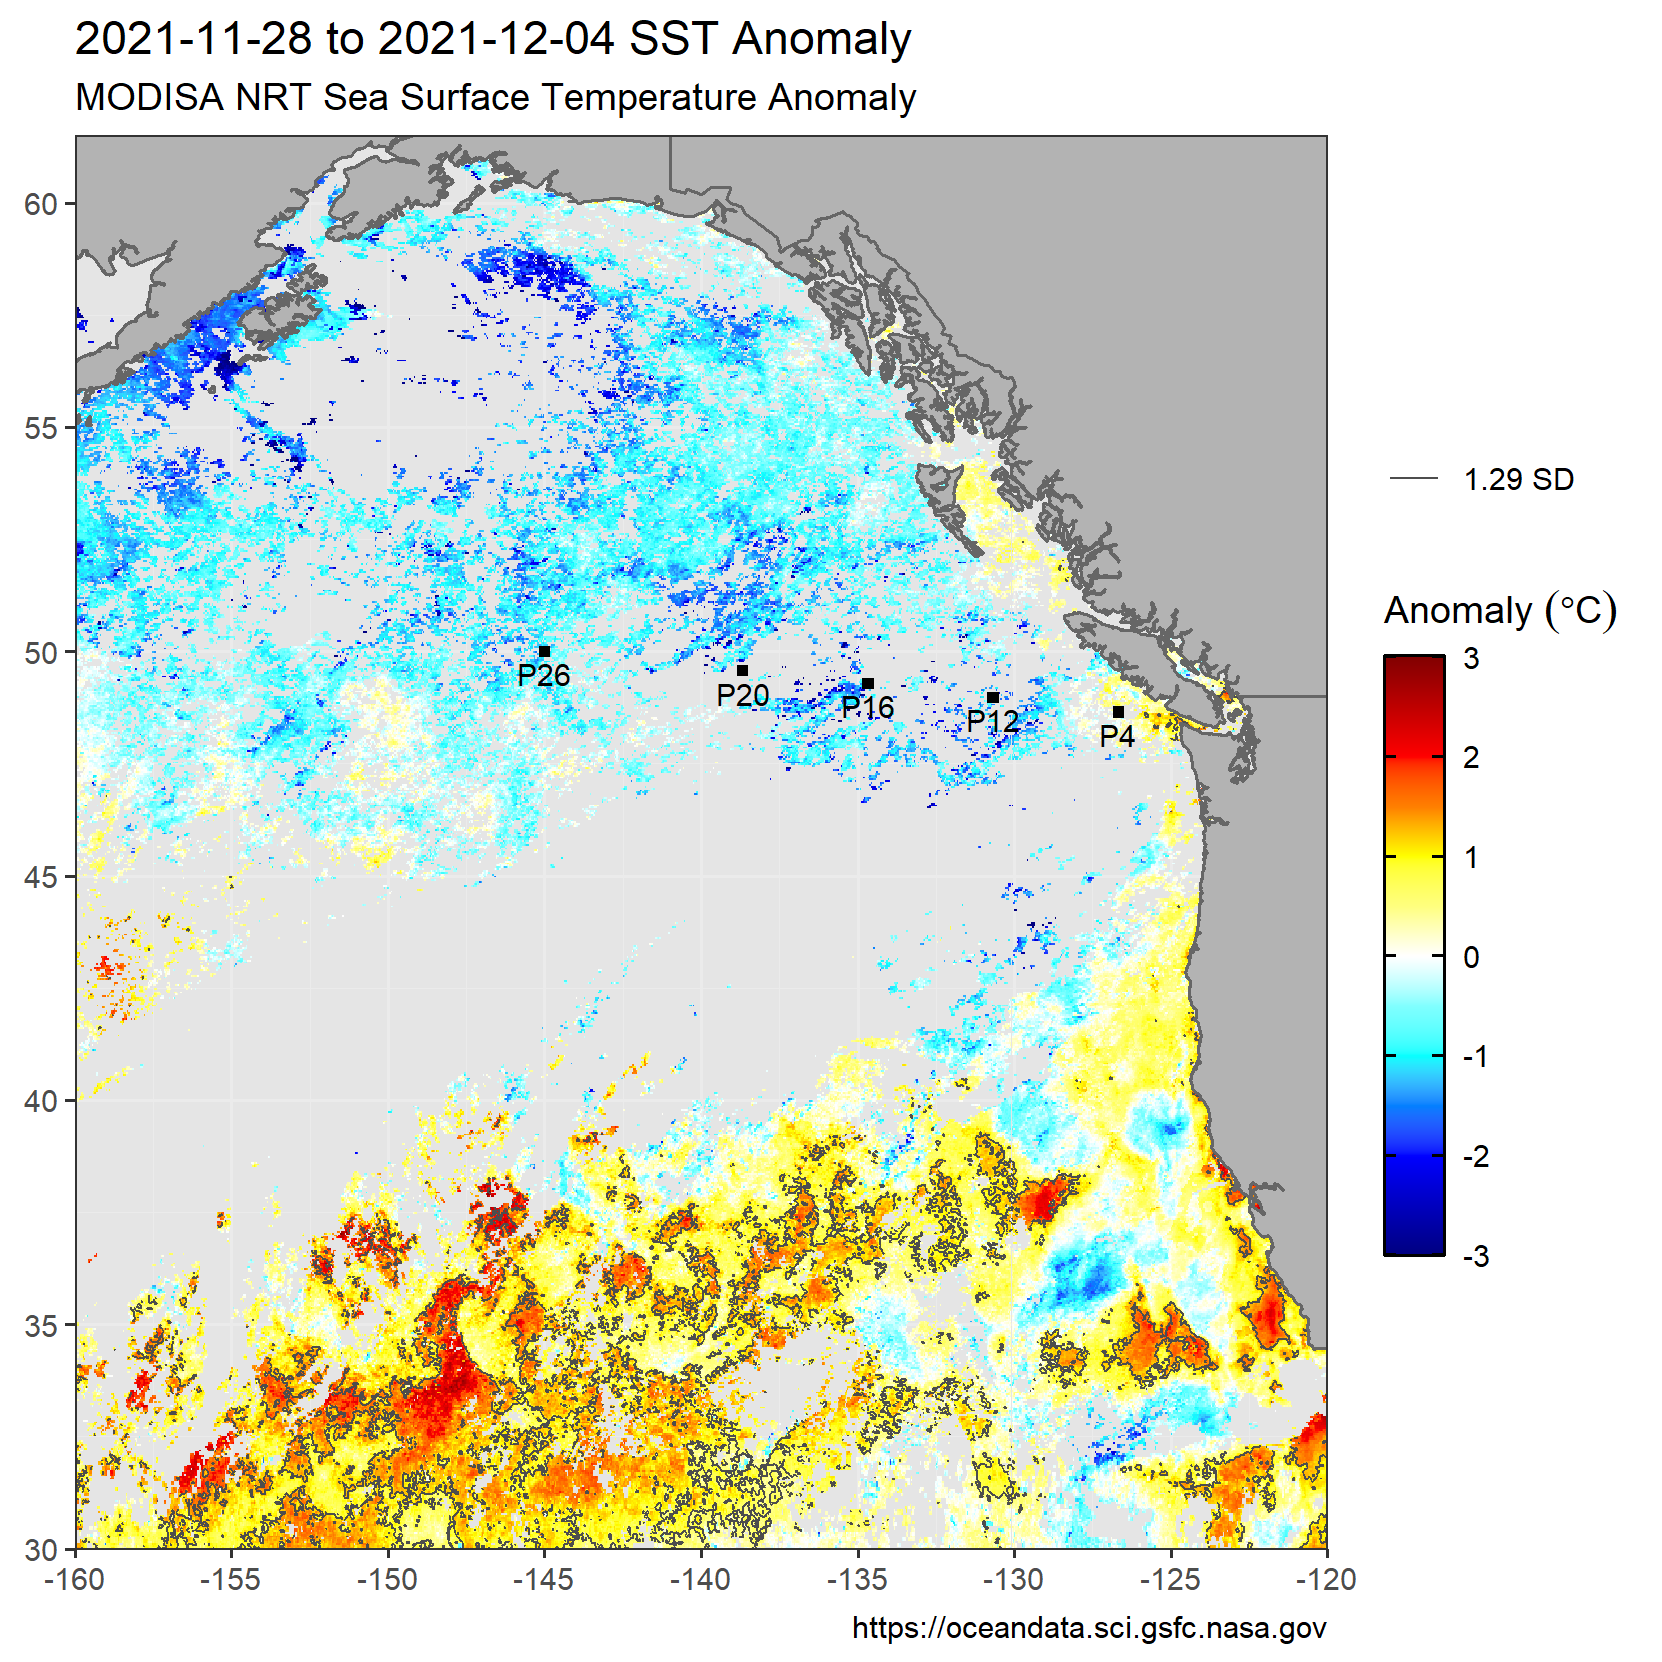 2021-11-28 to 2021-12-04 SST Anomaly
MODISA NRT Sea Surface Temperature Anomaly
60
55
50
45
40
35
30
-160
-155
-150
-145
-140
-135
-130
-125
-120
P26
P20
P16
P12
P4
1.29 SD
Anomaly (°C)
3
2
1
0
-1
-2
-3
https://oceandata.sci.gsfc.nasa.gov